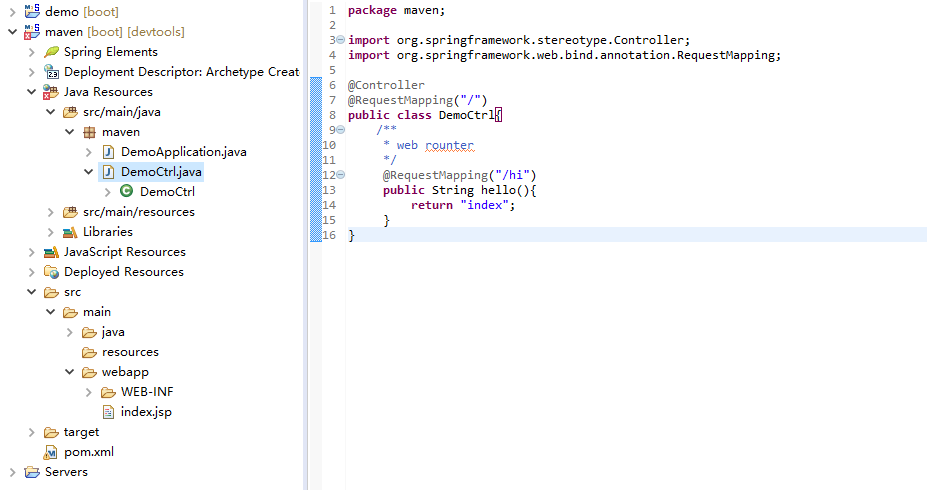 demo [boot]
maven [boot] [devtools]
Spring Elements
Deployment Descriptor: Archetype Create
Java Resources
src/main/java
maven
DemoApplication.java
DemoCtrl.java
DemoCtrl
src/main/resources
Libraries
JavaScript Resources
Deployed Resources
src
main
java
resources
webapp
WEB-INF
index.jsp
target
pom.xml
Servers
1 package maven;
2
3 import org.springframework.stereotype.Controller;
4 import org.springframework.web.bind.annotation.RequestMapping;
5
6 @Controller
7 @RequestMapping("/")
8 public class DemoCtrl{
9     /**
10      * web rounter
11      */
12     @RequestMapping("/hi")
13     public String hello(){
14         return "index";
15     }
16 }